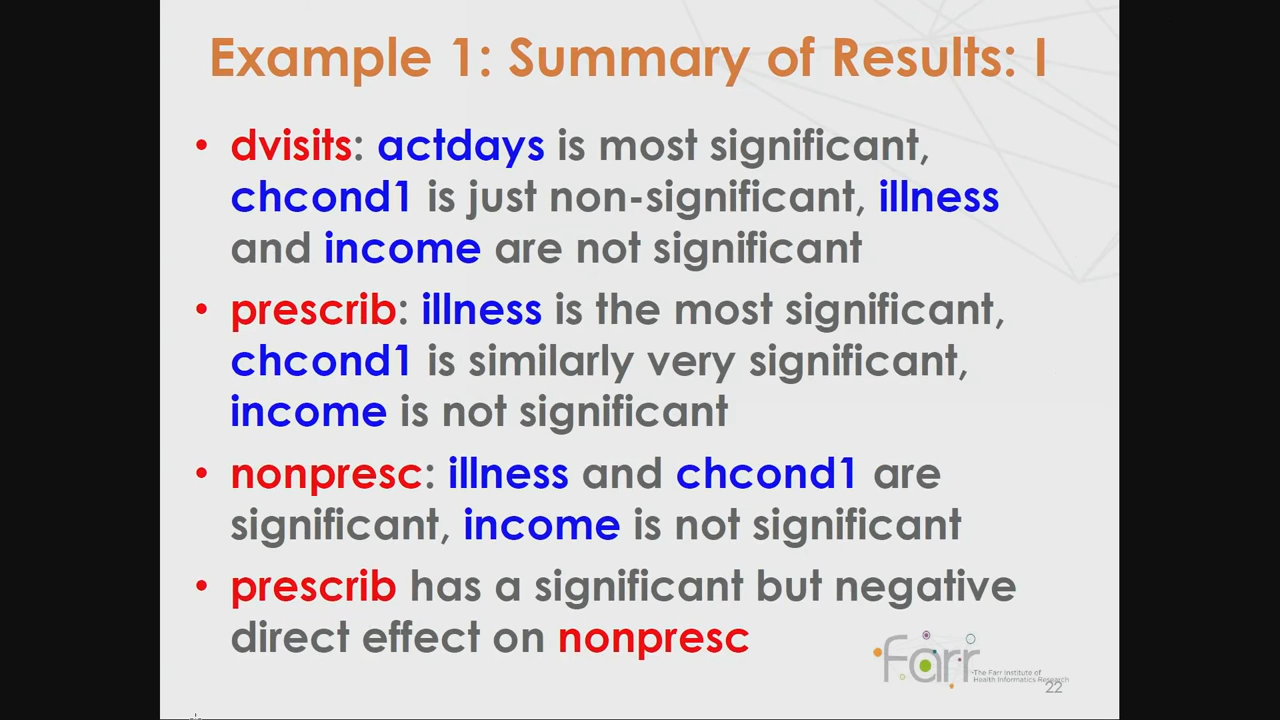 Example 1: Summary of Results: I
• dvisits: actdays is most significant,
chcond1 is just non-significant, illness
and income are not significant
• prescrib: illness is the most significant,
chcond1 is similarly very significant,
income is not significant
• nonpresc: illness and chcond1 are
significant, income is not significant
• prescrib has a significant but negative
direct effect on nonpresc
farr
The Farr Institute of
Health Informatics Research
22